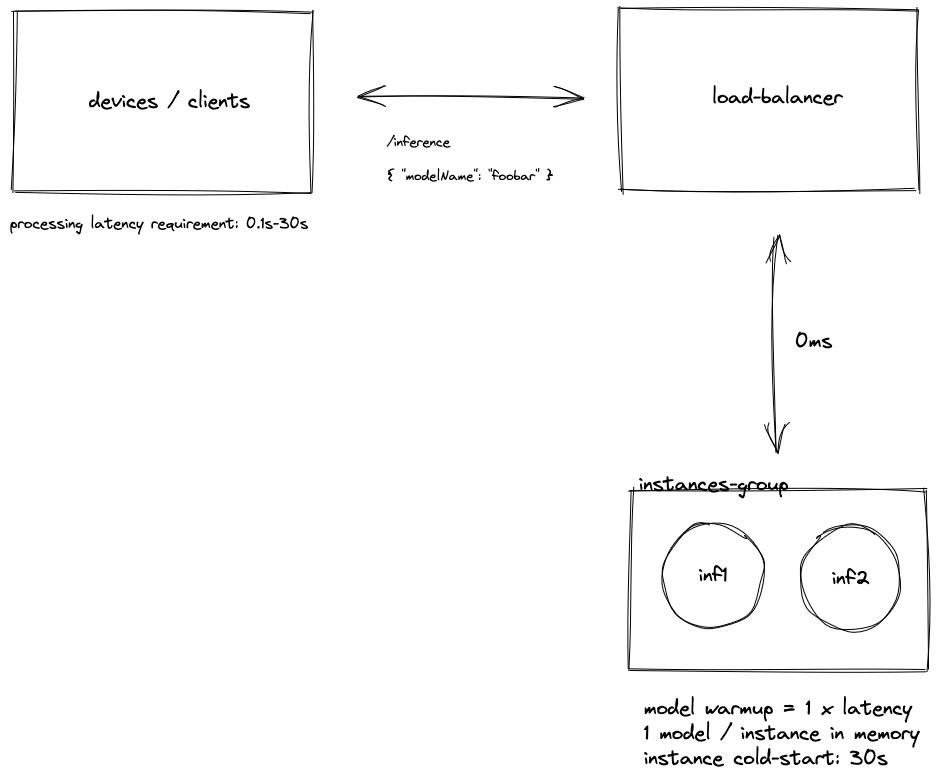 devices / clients
load-balancer
/inference
{ "modelName": "foobar" }
processing latency requirement: 0.1s-30s
0ms
instances-group
inf1
inf2
model warmup = 1 x latency
1 model / instance in memory
instance cold-start: 30s